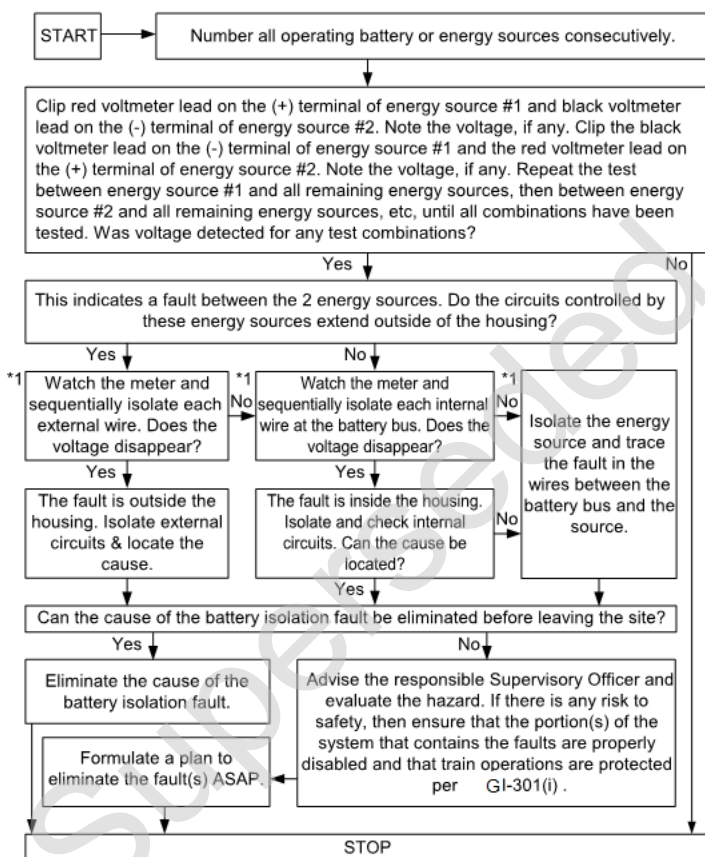 START
Number all operating battery or energy sources consecutively.
Clip red voltmeter lead on the (+) terminal of energy source #1 and black voltmeter
lead on the (-) terminal of energy source #2. Note the voltage, if any. Clip the black
voltmeter lead on the (-) terminal of energy source #1 and the red voltmeter lead on
the (+) terminal of energy source #2. Note the voltage, if any. Repeat the test
between energy source #1 and all remaining energy sources, then between energy
source #2 and all remaining energy sources, etc, until all combinations have been
tested. Was voltage detected for any test combinations?
Yes
No
This indicates a fault between the 2 energy sources. Do the circuits controlled by
these energy sources extend outside of the housing?
Yes
No
*1
Watch the meter and
sequentially isolate each
external wire. Does the
voltage disappear?
No
*1
Watch the meter and
sequentially isolate each internal
wire at the battery bus. Does the
voltage disappear?
*1
No
Isolate the energy
source and trace
the fault in the
wires between the
battery bus and the
source.
Yes
Yes
The fault is outside the
housing. Isolate external
circuits & locate the
cause.
The fault is inside the housing.
Isolate and check internal
circuits. Can the cause be
located?
No
Yes
Can the cause of the battery isolation fault be eliminated before leaving the site?
Yes
No
Eliminate the cause of the
battery isolation fault.
Advise the responsible Supervisory Officer and
evaluate the hazard. If there is any risk to
safety, then ensure that the portion(s) of the
system that contains the faults are properly
disabled and that train operations are protected
per GI-301(i) .
Formulate a plan to
eliminate the fault(s) ASAP.
STOP
Superseded